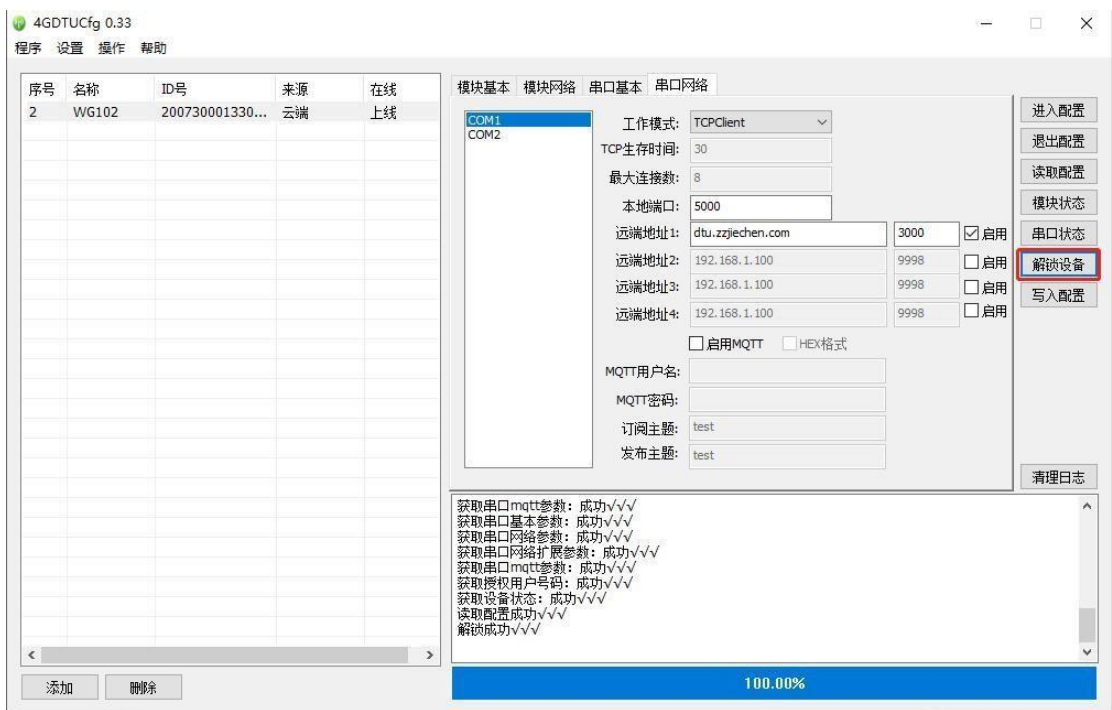 4GDTUCfg 0.33
程序 设置 操作 帮助
序号 名称 ID号 来源 在线
2 WG102 200730001330... 云端 上线
添加 删除
模块基本 模块网络 串口基本 串口网络
COM1
COM2
工作模式: TCPClient
TCP生存时间: 30
最大连接数: 8
本地端口: 5000
远端地址1: dtu.zzjiechen.com 3000 启用
远端地址2: 192.168.1.100 9998 启用
远端地址3: 192.168.1.100 9998 启用
远端地址4: 192.168.1.100 9998 启用
启用MQTT HEX格式
MQTT用户名:
MQTT密码:
订阅主题: test
发布主题: test
进入配置
退出配置
读取配置
模块状态
串口状态
解锁设备
写入配置
清理日志
获取串口mqtt参数：成功√√√
获取串口基本参数：成功√√√
获取串口网络参数：成功√√√
获取串口网络扩展参数：成功√√√
获取串口mqtt参数：成功√√√
获取授权用户号码：成功√√√
获取设备状态：成功√√√
读取配置成功√√√
解锁成功√√√
100.00%